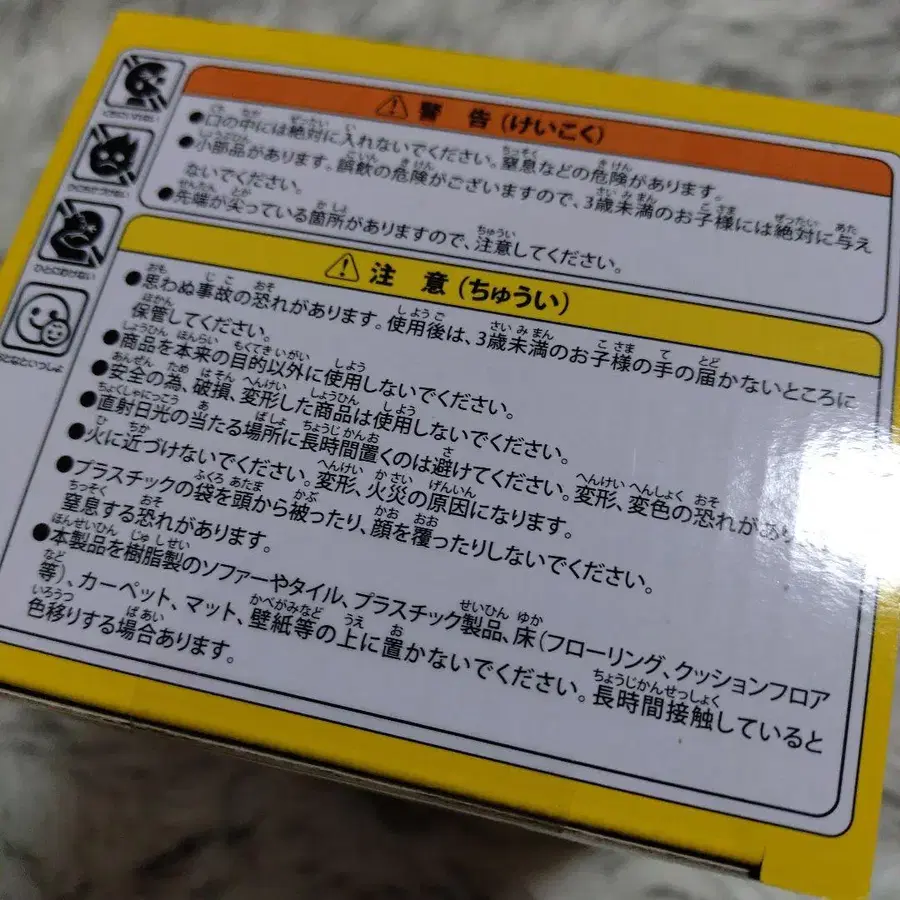 ⚠警 告(けいこく)
●口の中には絶対に入れないでください。窒息などの危険があります。
●小部品があります。誤飲の危険がございますので、3歳未満のお子様には絶対に与え
ないでください。
●先端が尖っている箇所がありますので、注意してください。
⚠注 意(ちゅうい)
●思わぬ事故の恐れがあります。使用後は、3歳未満のお子様の手の届かないところに
保管してください。
●商品を本来の目的以外に使用しないでください。
●安全の為、破損、変形した商品は使用しないでください。
●直射日光の当たる場所に長時間置くのは避けてください。変形、変色の恐れがあり
●火に近づけないでください。変形、火災の原因になります。
●プラスチックの袋を頭から被ったり、顔を覆ったりしないでください。
窒息する恐れがあります。
●本製品を樹脂製のソファーやタイル、プラスチック製品、床(フローリング、クッションフロア
等)、カーペット、マット、壁紙等の上に置かないでください。長時間接触していると
色移りする場合あります。
ひとにむけない
おとなといっしょ